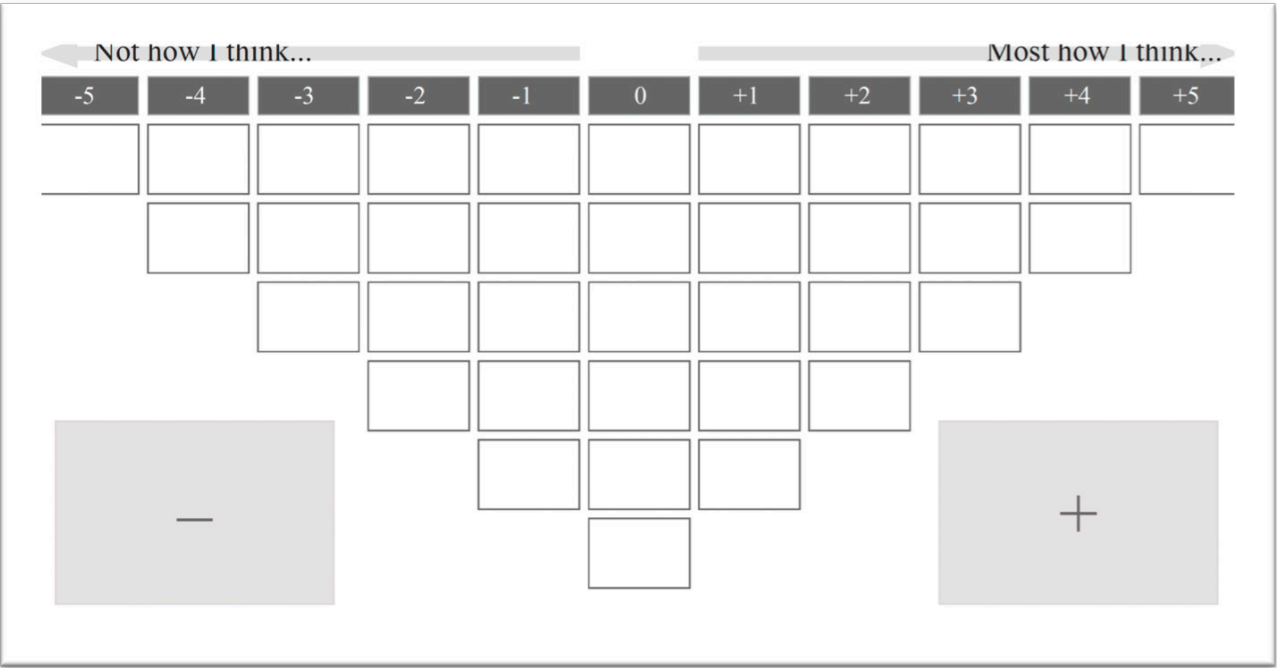 Not how I think...
Most how I think...
-5 -4 -3 -2 -1 0 +1 +2 +3 +4 +5
− +